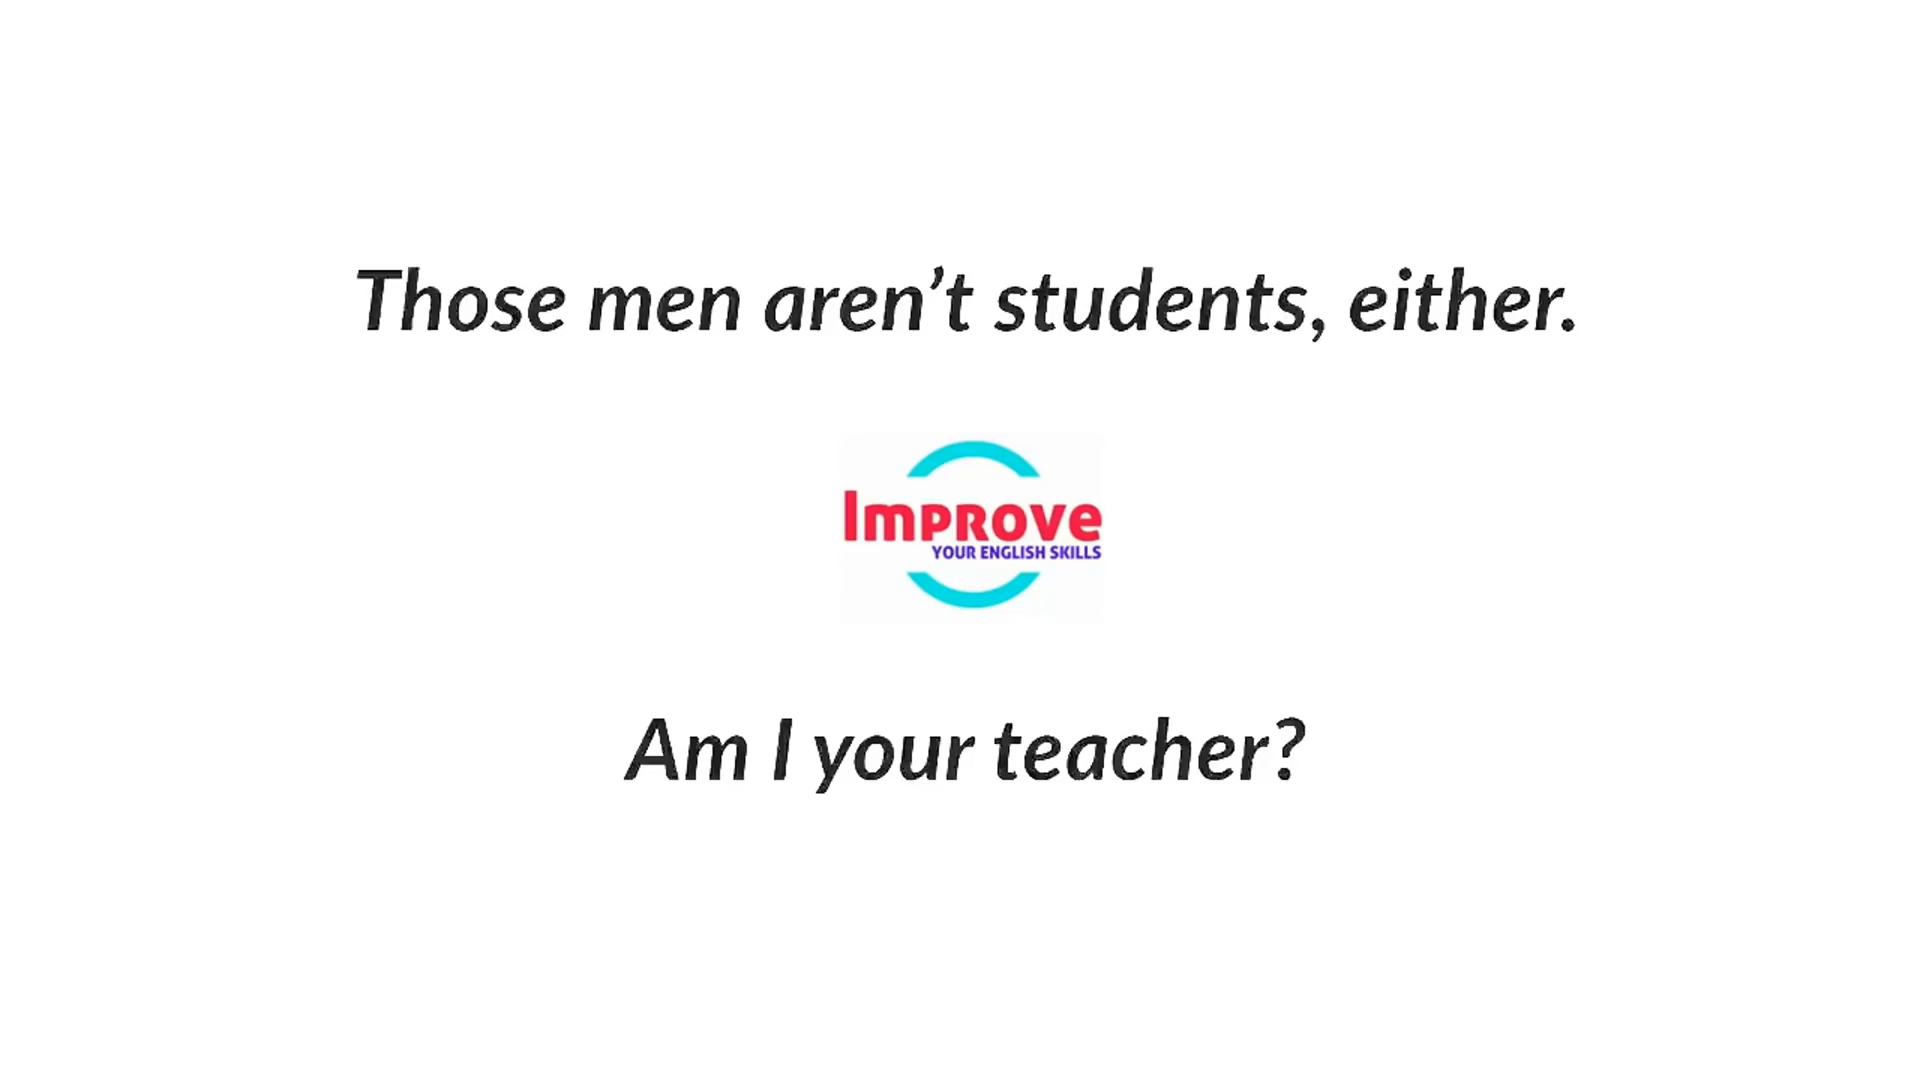 Those men aren’t students, either.
Improve
YOUR ENGLISH SKILLS
Am I your teacher?